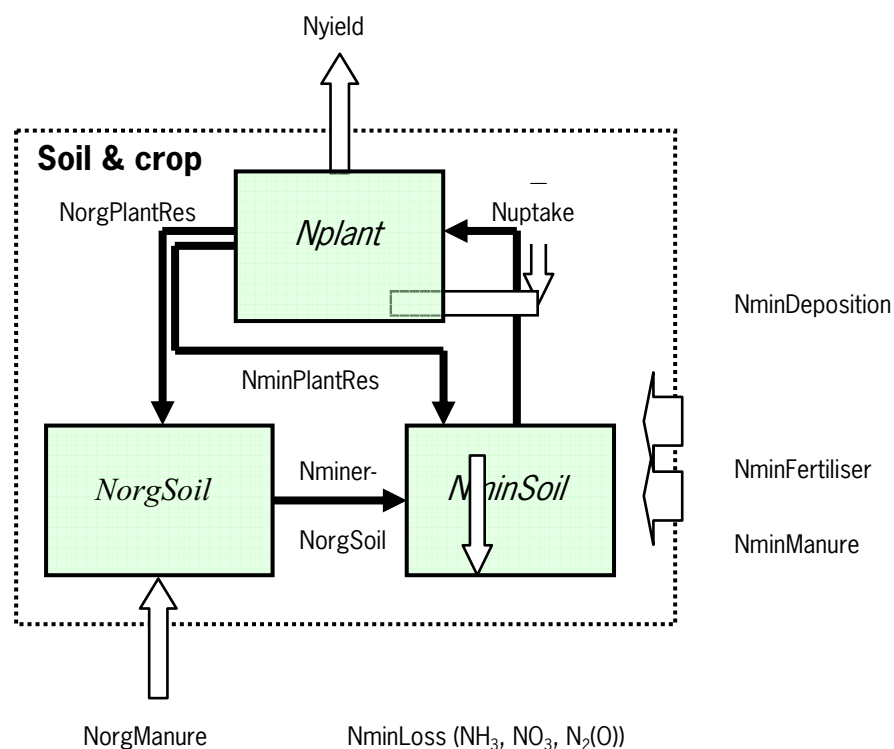 Nyield
Soil & crop
NorgPlantRes
Nplant
Nuptake
NminDeposition
NminPlantRes
NorgSoil
Nminer-
NorgSoil
NminSoil
NminFertiliser
NminManure
NorgManure
NminLoss (NH₃, NO₃, N₂(O))